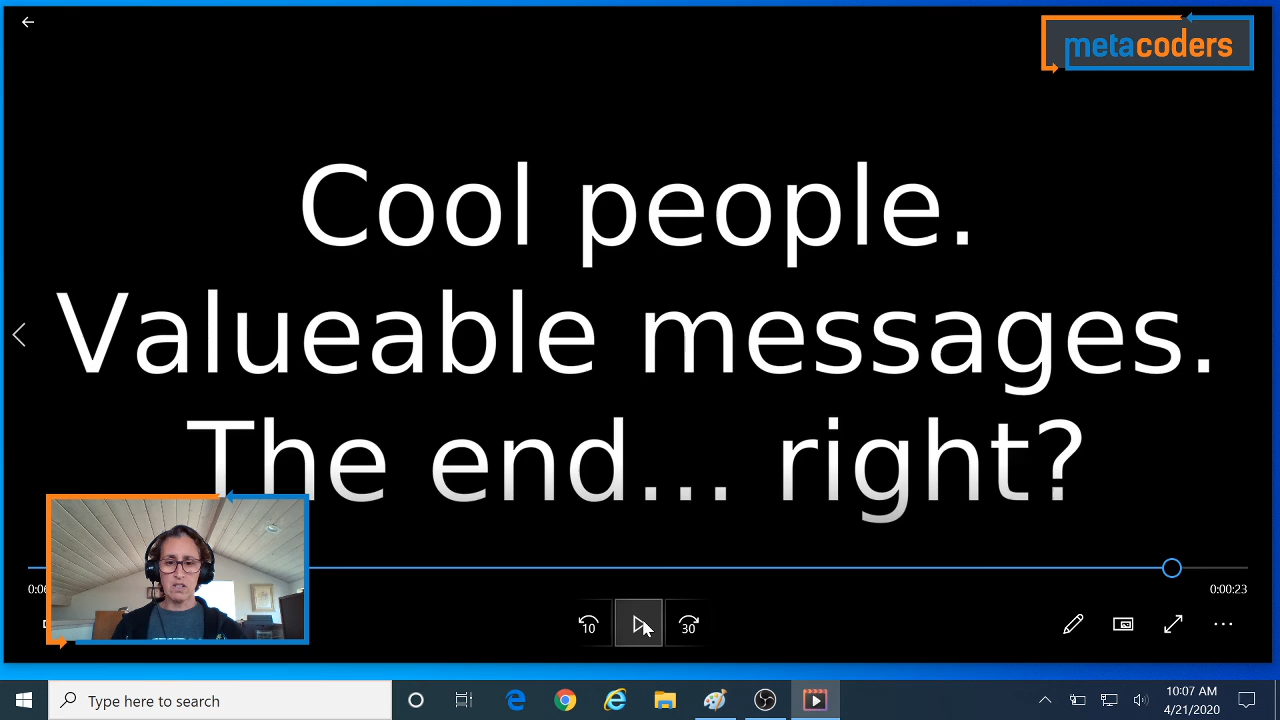 metacoders
Cool people.
Valueable messages.
The end... right?
0:00:23
10
30
Type here to search
10:07 AM
4/21/2020